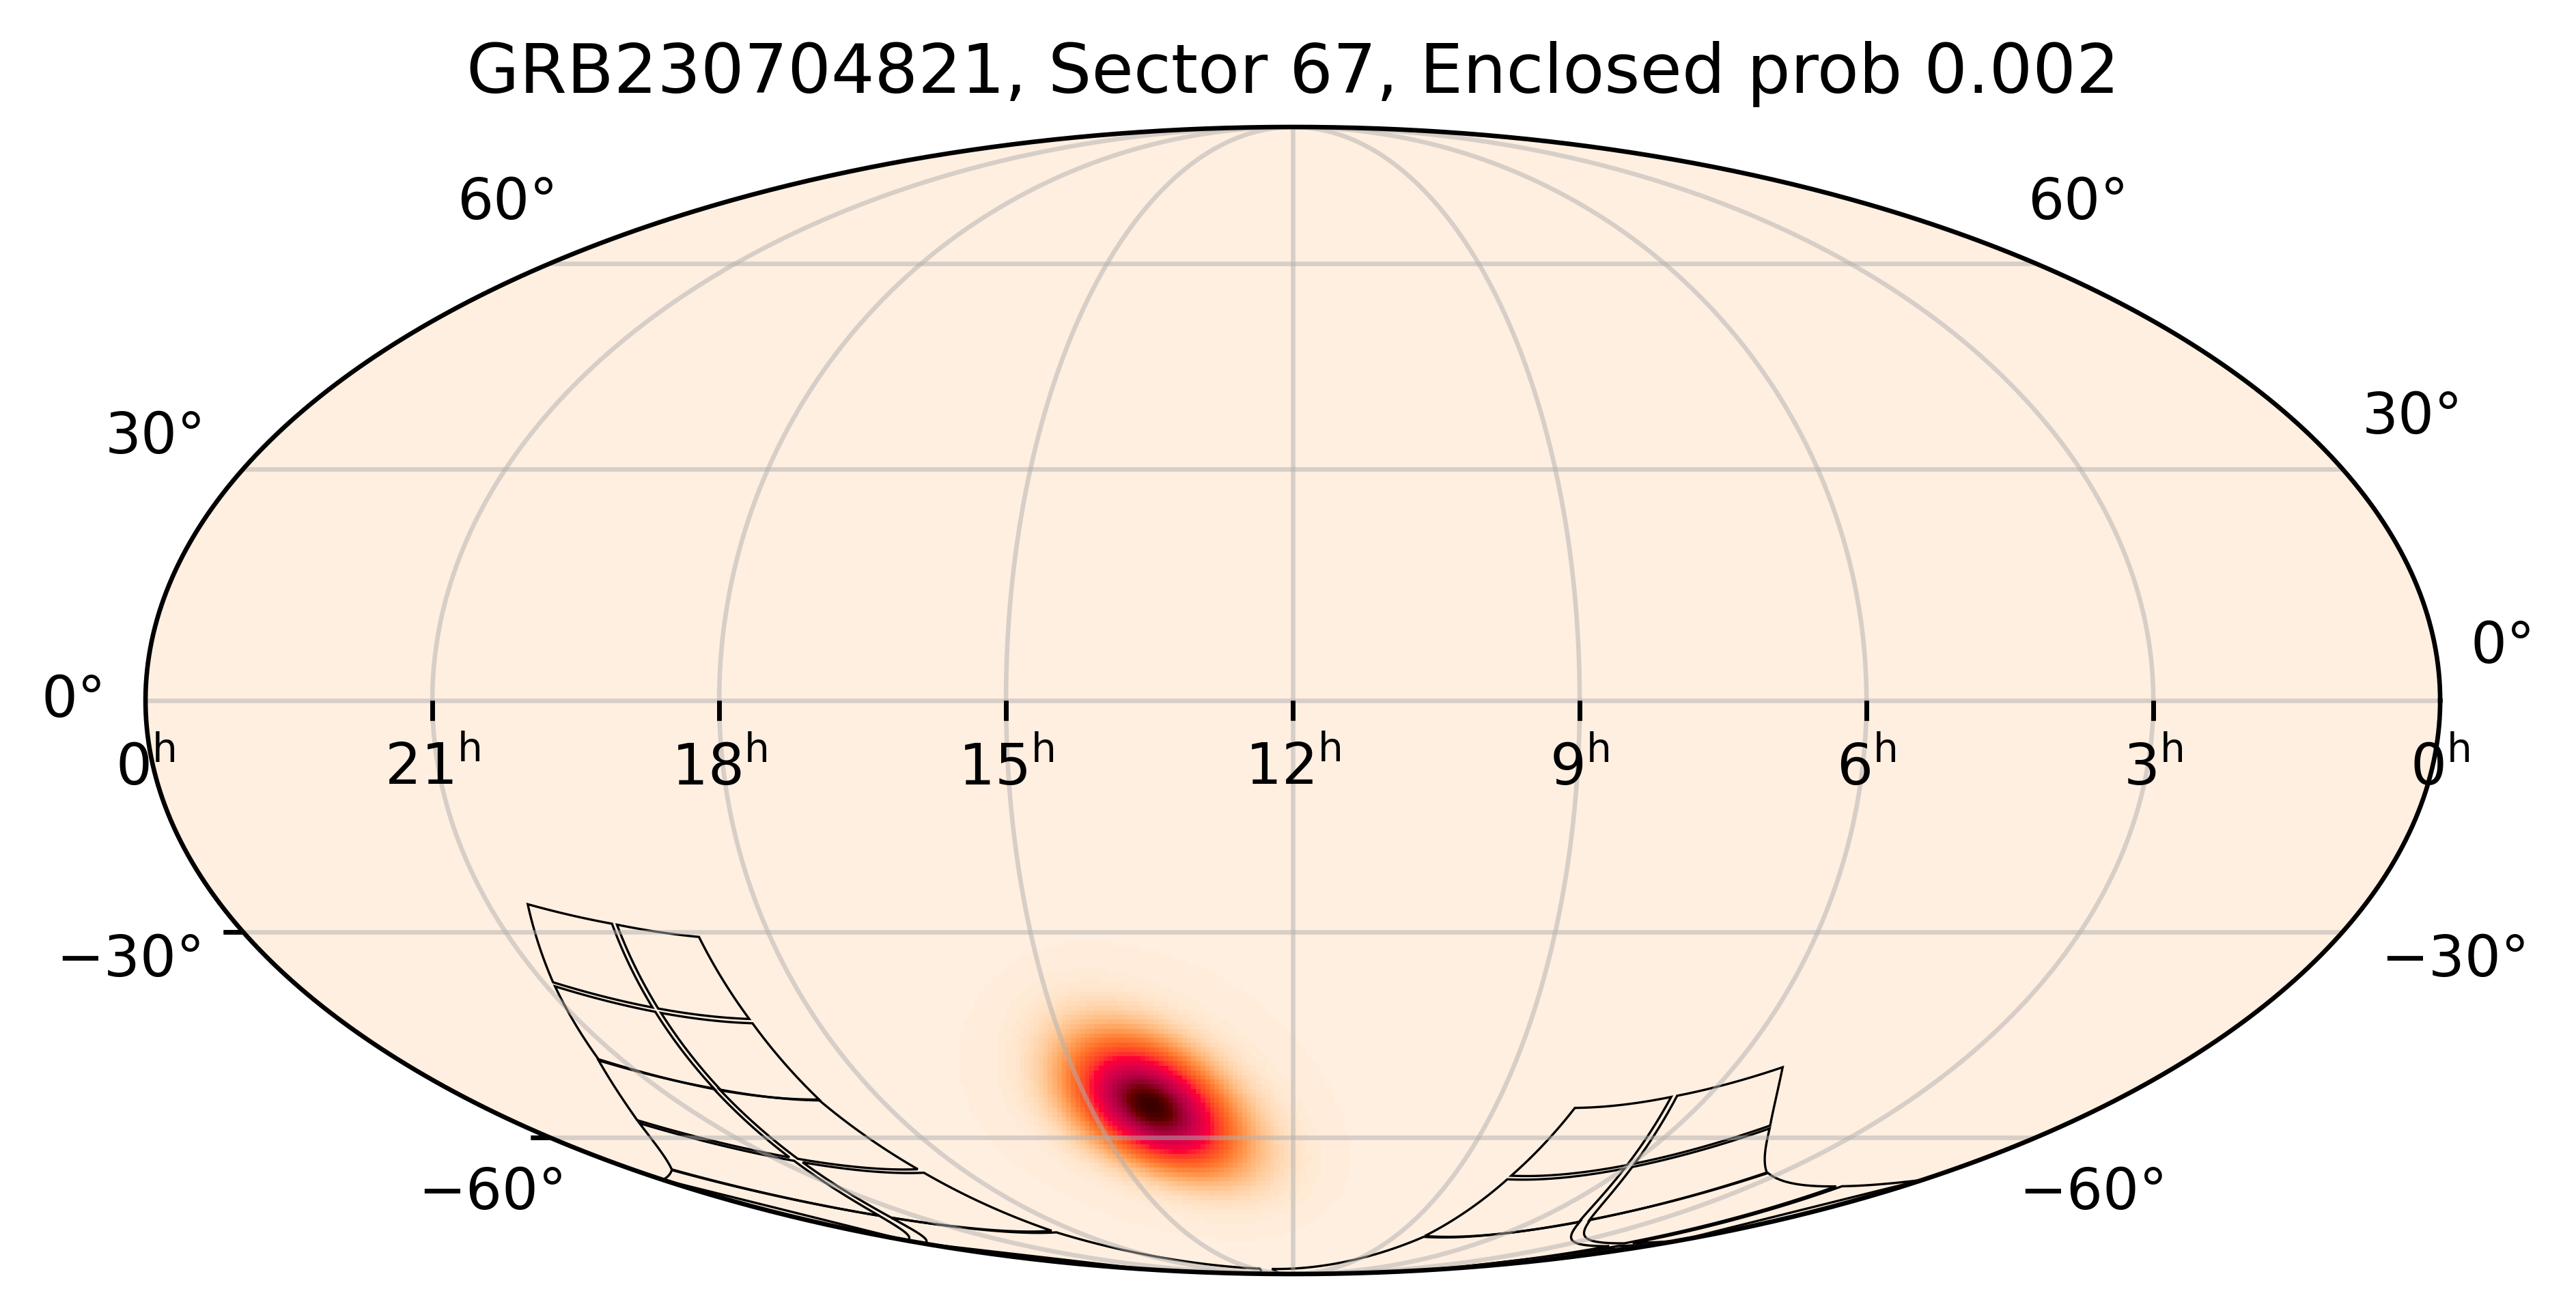 GRB230704821, Sector 67, Enclosed prob 0.002
60° 60°
30° 30°
0° 0°
0ʰ 21ʰ 18ʰ 15ʰ 12ʰ 9ʰ 6ʰ 3ʰ 0ʰ
−30° −30°
−60° −60°